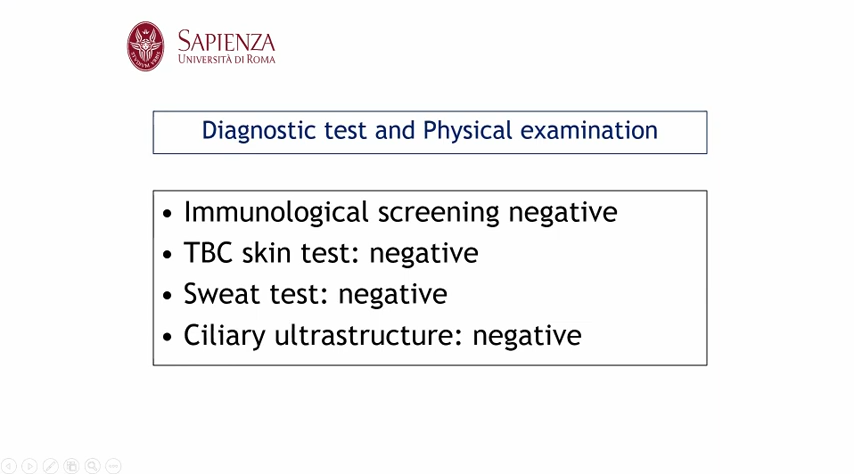 SAPIENZA
UNIVERSITÀ DI ROMA
Diagnostic test and Physical examination
• Immunological screening negative
• TBC skin test: negative
• Sweat test: negative
• Ciliary ultrastructure: negative